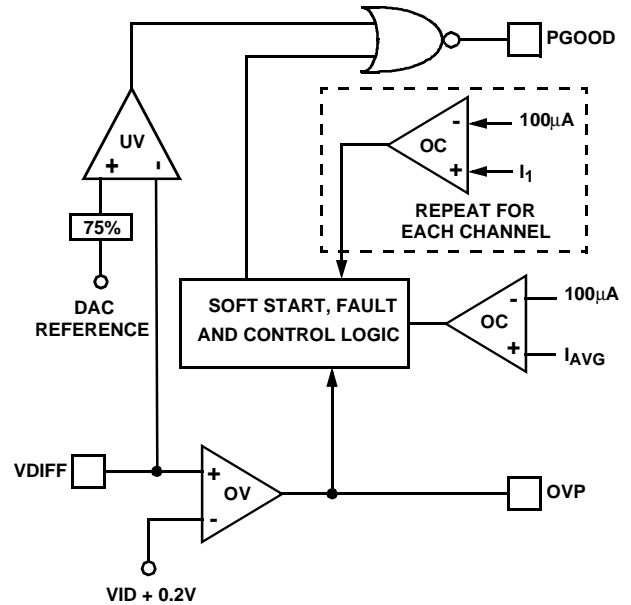 PGOOD
UV
+ -
75%
DAC
REFERENCE
-
OC
+
100µA
I1
REPEAT FOR
EACH CHANNEL
SOFT START, FAULT
AND CONTROL LOGIC
-
OC
+
100µA
IAVG
VDIFF
+
OV
-
OVP
VID + 0.2V